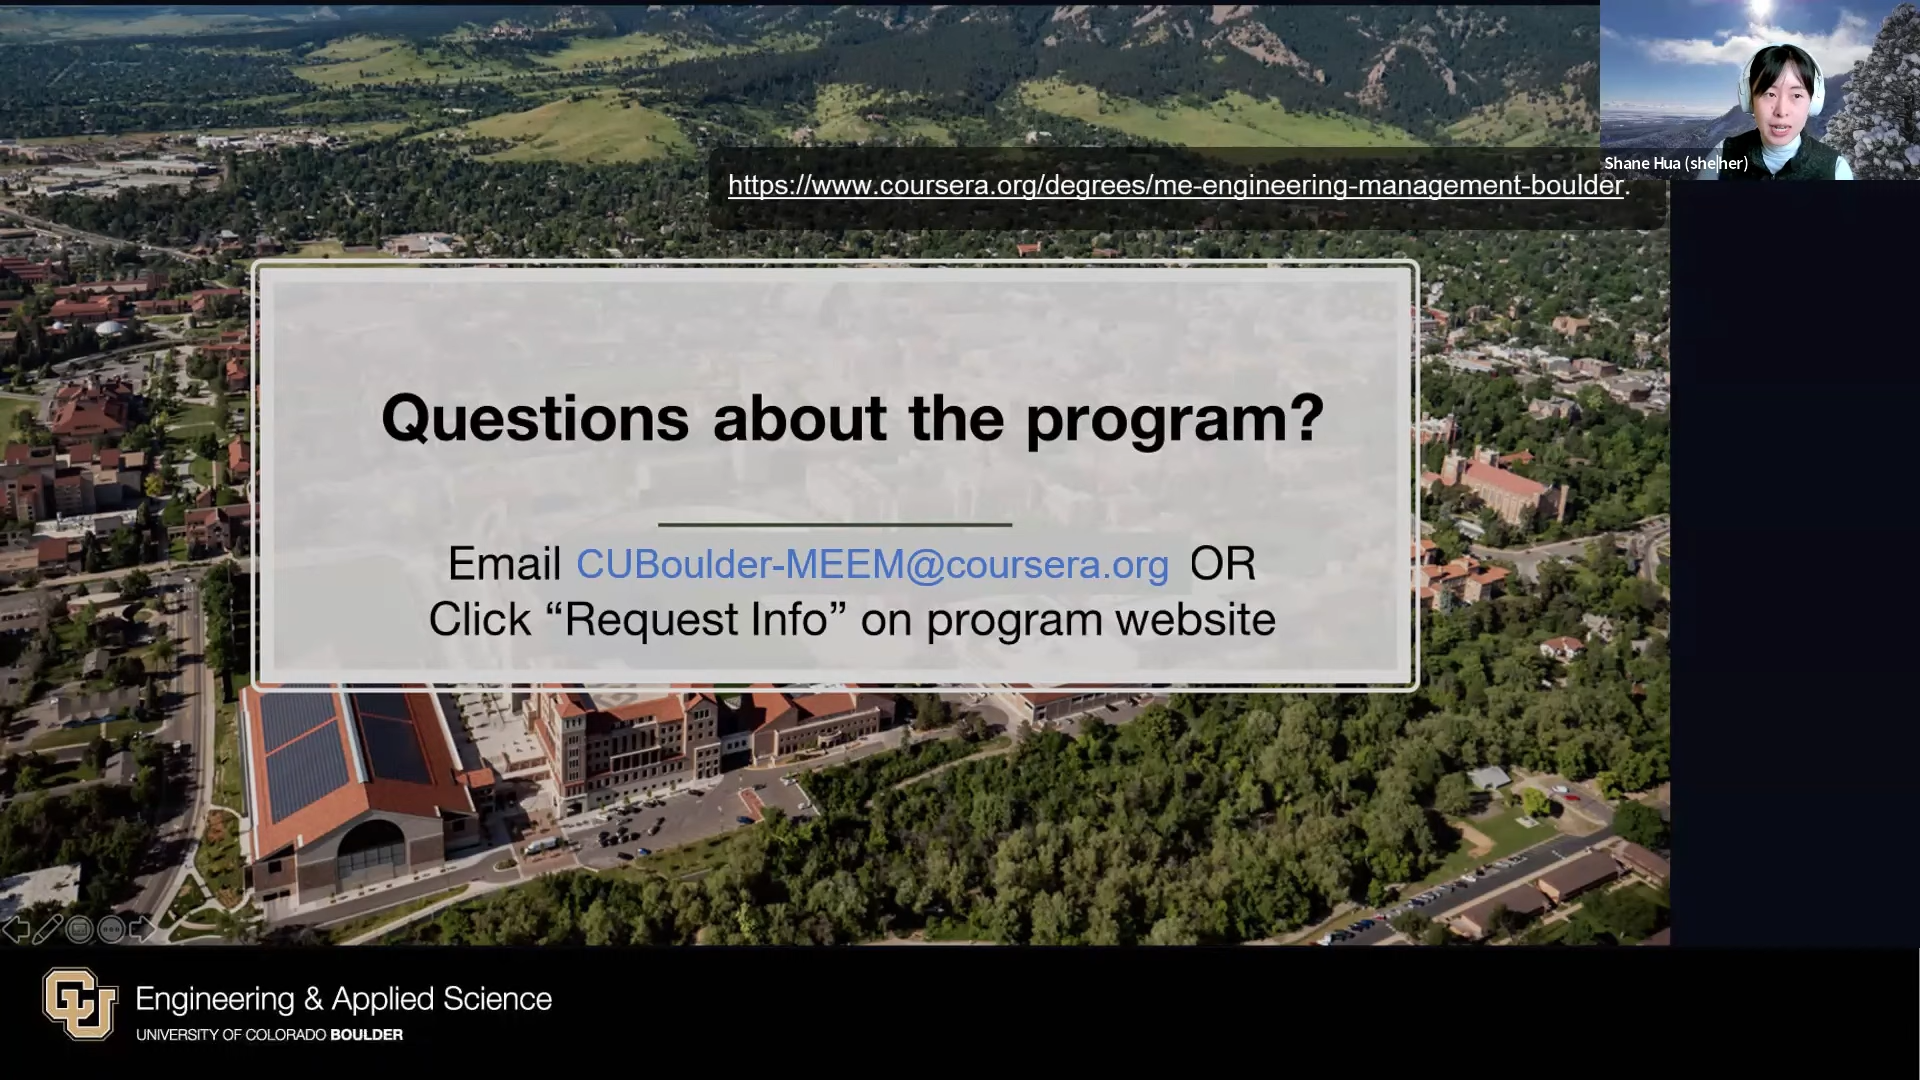 Shane Hua (she|her)
https://www.coursera.org/degrees/me-engineering-management-boulder.
Questions about the program?
Email CUBoulder-MEEM@coursera.org OR
Click “Request Info” on program website
CU
Engineering & Applied Science
UNIVERSITY OF COLORADO BOULDER